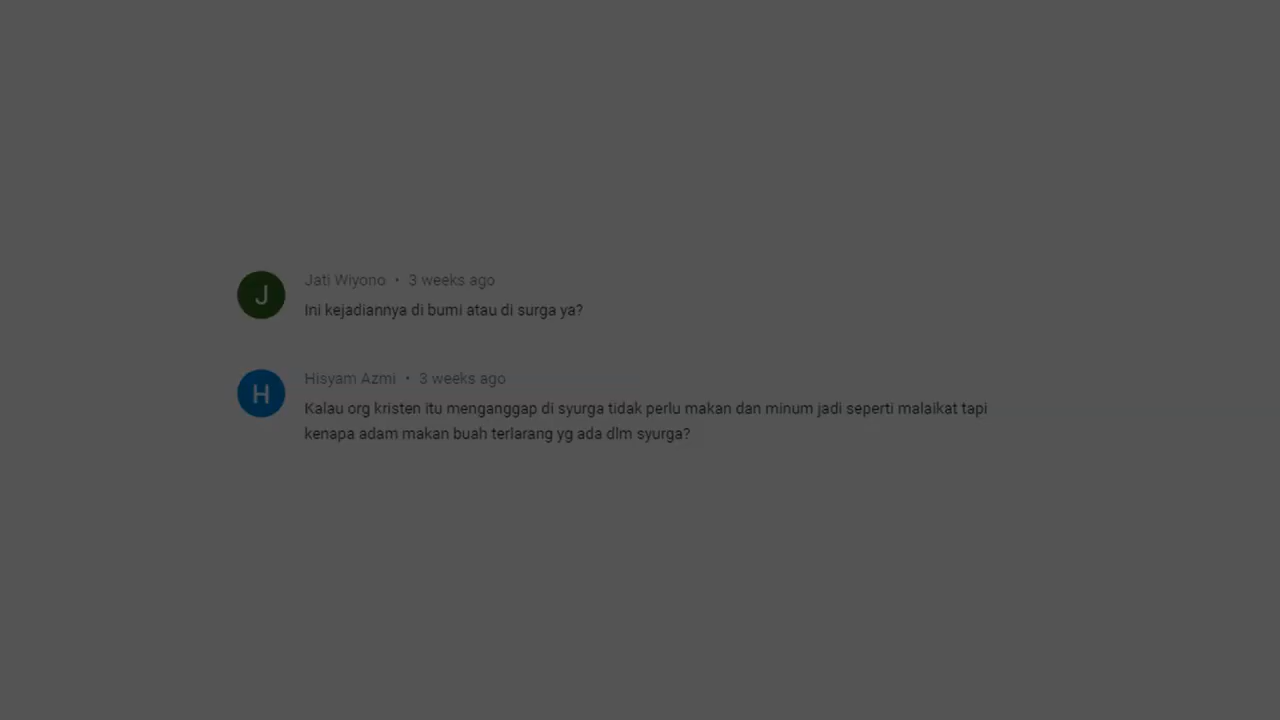 J
Jati Wiyono • 3 weeks ago
Ini kejadiannya di bumi atau di surga ya?
H
Hisyam Azmi • 3 weeks ago
Kalau org kristen itu menganggap di syurga tidak perlu makan dan minum jadi seperti malaikat tapi
kenapa adam makan buah terlarang yg ada dlm syurga?